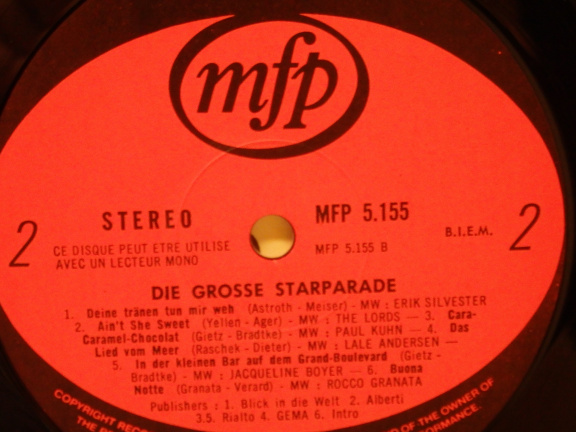 mfp
STEREO
MFP 5.155
2
CE DISQUE PEUT ETRE UTILISE
AVEC UN LECTEUR MONO
MFP 5.155 B
B.I.E.M.
2
DIE GROSSE STARPARADE
1. Deine tränen tun mir weh (Astroth - Meiser) - MW : ERIK SILVESTER
2. Ain't She Sweet (Yellen - Ager) - MW : THE LORDS — 3. Cara-
Caramel-Chocolat (Gietz - Bradtke) - MW : PAUL KUHN — 4. Das
Lied vom Meer (Raschek - Dieter) - MW : LALE ANDERSEN —
5. In der kleinen Bar auf dem Grand-Boulevard (Gietz -
Bradtke) - MW : JACQUELINE BOYER — 6. Buona
Notte (Granata - Verard) - MW : ROCCO GRANATA
Publishers : 1. Blick in die Welt 2. Alberti
3.5. Rialto 4. GEMA 6. Intro
COPYRIGHT
OF THE OWNER OF